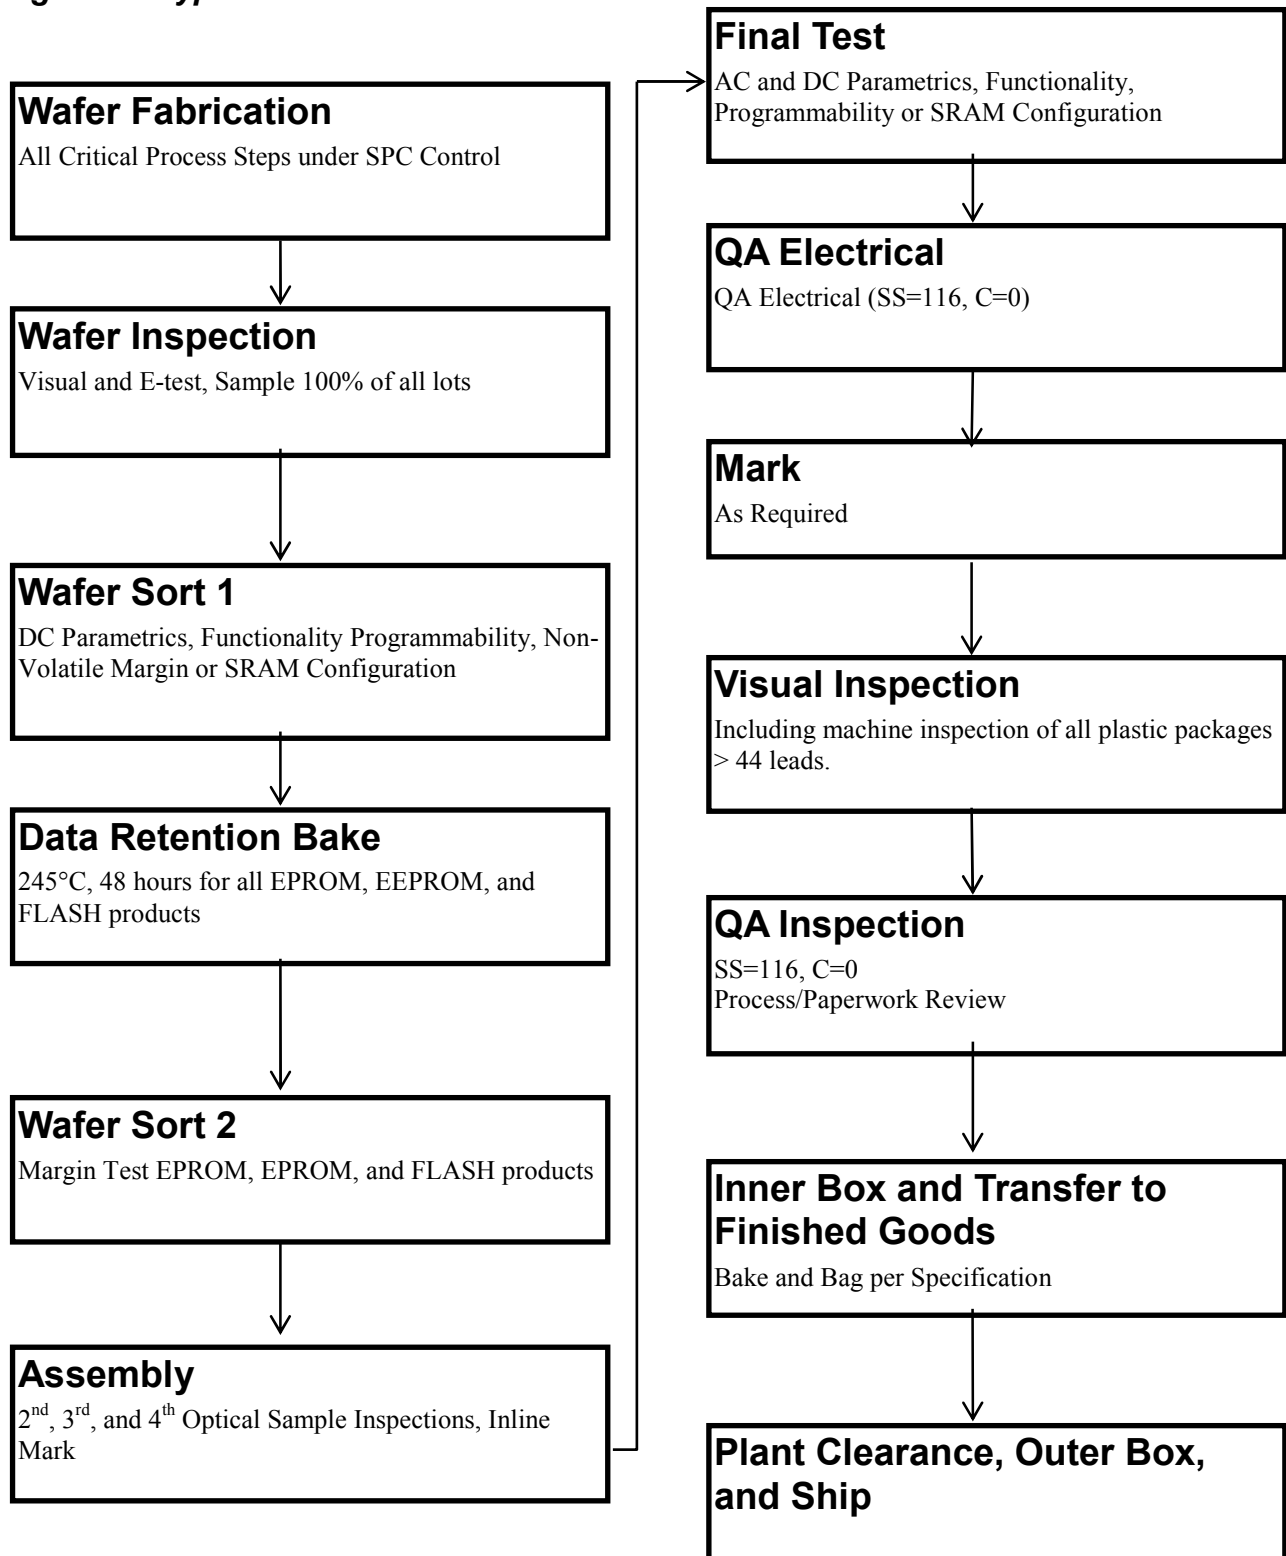 Wafer Fabrication
All Critical Process Steps under SPC Control
Wafer Inspection
Visual and E-test, Sample 100% of all lots
Wafer Sort 1
DC Parametrics, Functionality Programmability, Non-
Volatile Margin or SRAM Configuration
Data Retention Bake
245°C, 48 hours for all EPROM, EEPROM, and
FLASH products
Wafer Sort 2
Margin Test EPROM, EPROM, and FLASH products
Assembly
2nd, 3rd, and 4th Optical Sample Inspections, Inline
Mark
Final Test
AC and DC Parametrics, Functionality,
Programmability or SRAM Configuration
QA Electrical
QA Electrical (SS=116, C=0)
Mark
As Required
Visual Inspection
Including machine inspection of all plastic packages
> 44 leads.
QA Inspection
SS=116, C=0
Process/Paperwork Review
Inner Box and Transfer to
Finished Goods
Bake and Bag per Specification
Plant Clearance, Outer Box,
and Ship